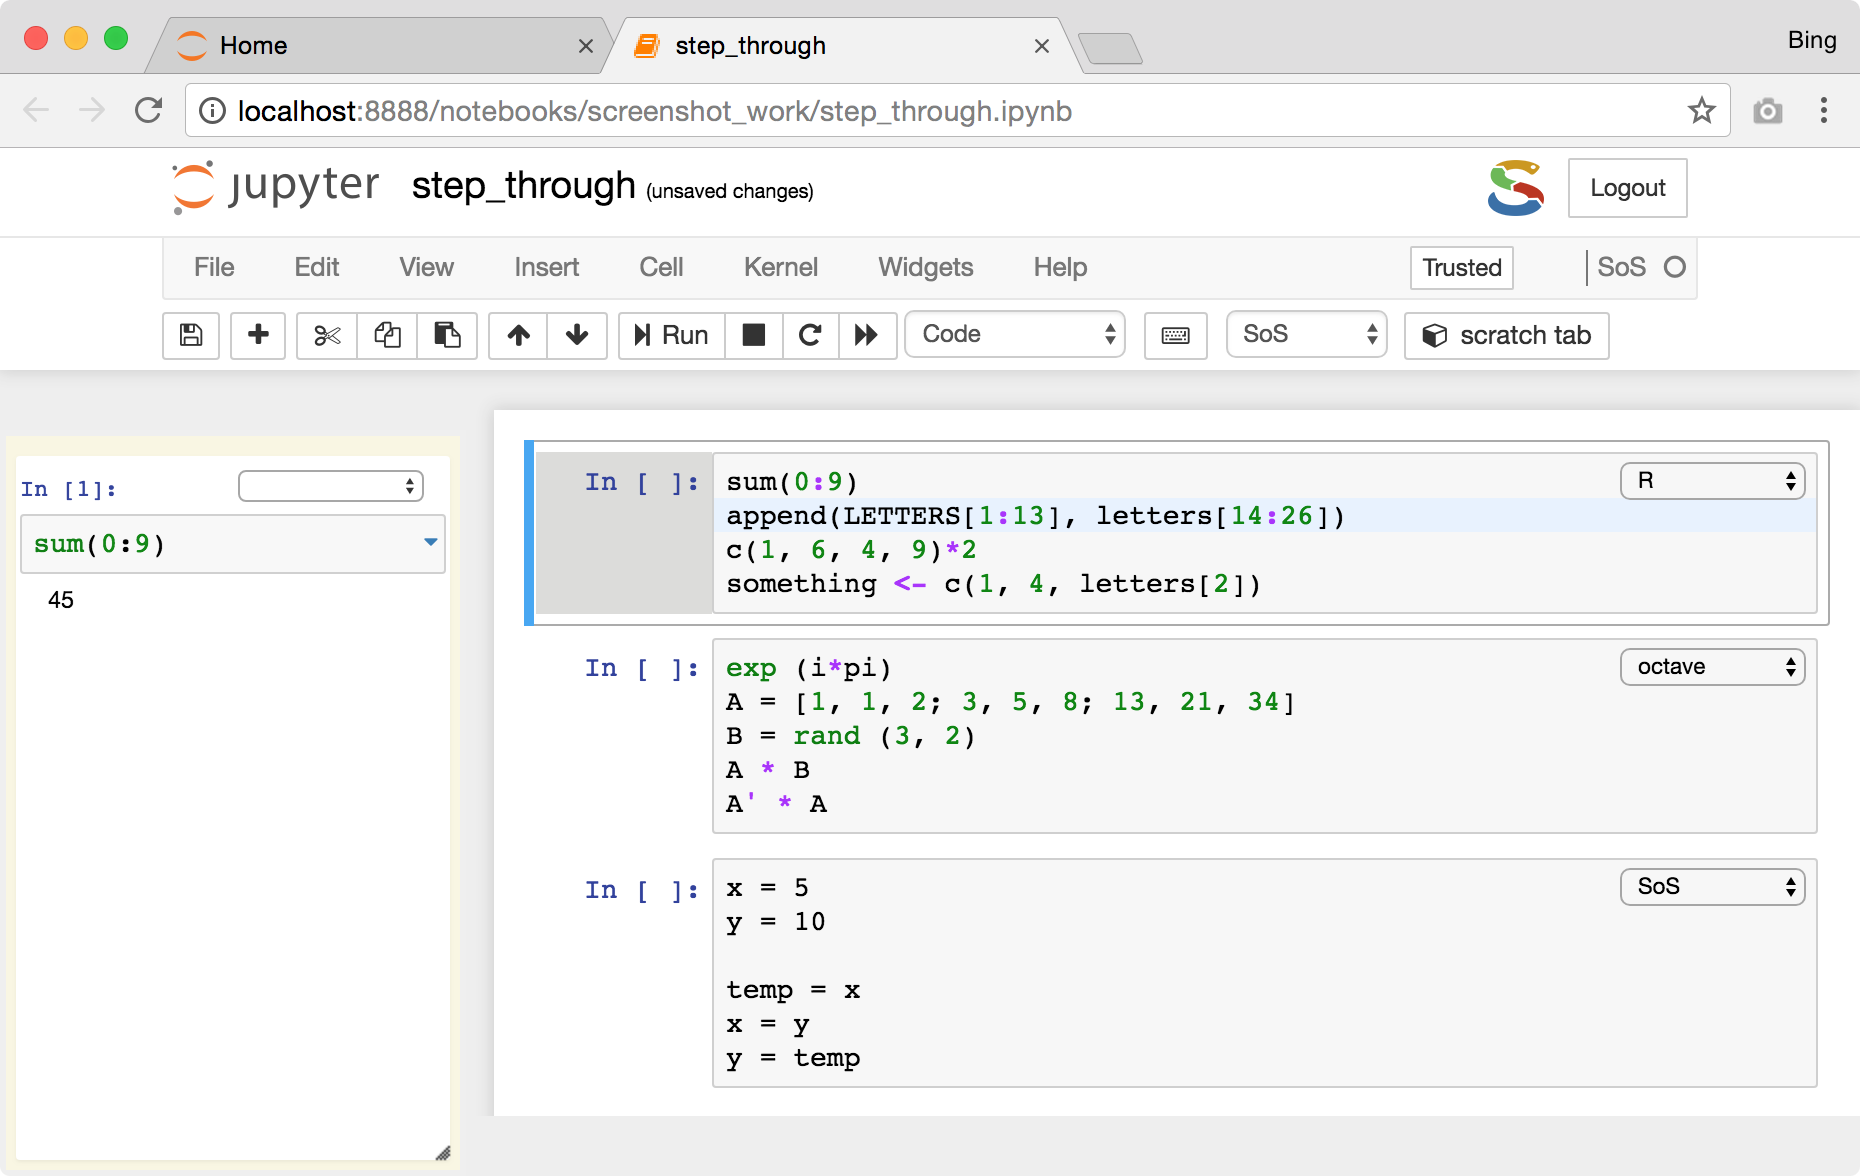 Home
step_through
Bing
localhost:8888/notebooks/screenshot_work/step_through.ipynb
jupyter step_through (unsaved changes)
Logout
File Edit View Insert Cell Kernel Widgets Help
Trusted
SoS
Run
Code
SoS
scratch tab
In [1]:
sum(0:9)
45
In [ ]:
R
sum(0:9)
append(LETTERS[1:13], letters[14:26])
c(1, 6, 4, 9)*2
something <- c(1, 4, letters[2])
In [ ]:
octave
exp (i*pi)
A = [1, 1, 2; 3, 5, 8; 13, 21, 34]
B = rand (3, 2)
A * B
A' * A
In [ ]:
SoS
x = 5
y = 10
temp = x
x = y
y = temp